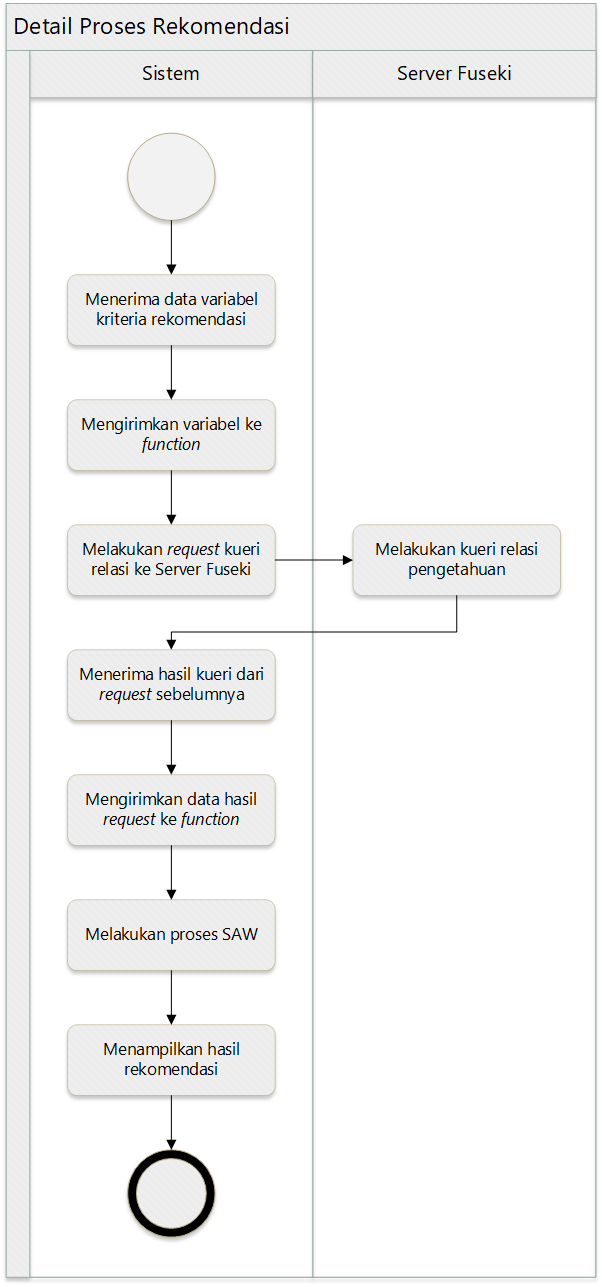 Detail Proses Rekomendasi
Sistem
Server Fuseki
Menerima data variabel
kriteria rekomendasi
Mengirimkan variabel ke
function
Melakukan request kueri
relasi ke Server Fuseki
Melakukan kueri relasi
pengetahuan
Menerima hasil kueri dari
request sebelumnya
Mengirimkan data hasil
request ke function
Melakukan proses SAW
Menampilkan hasil
rekomendasi